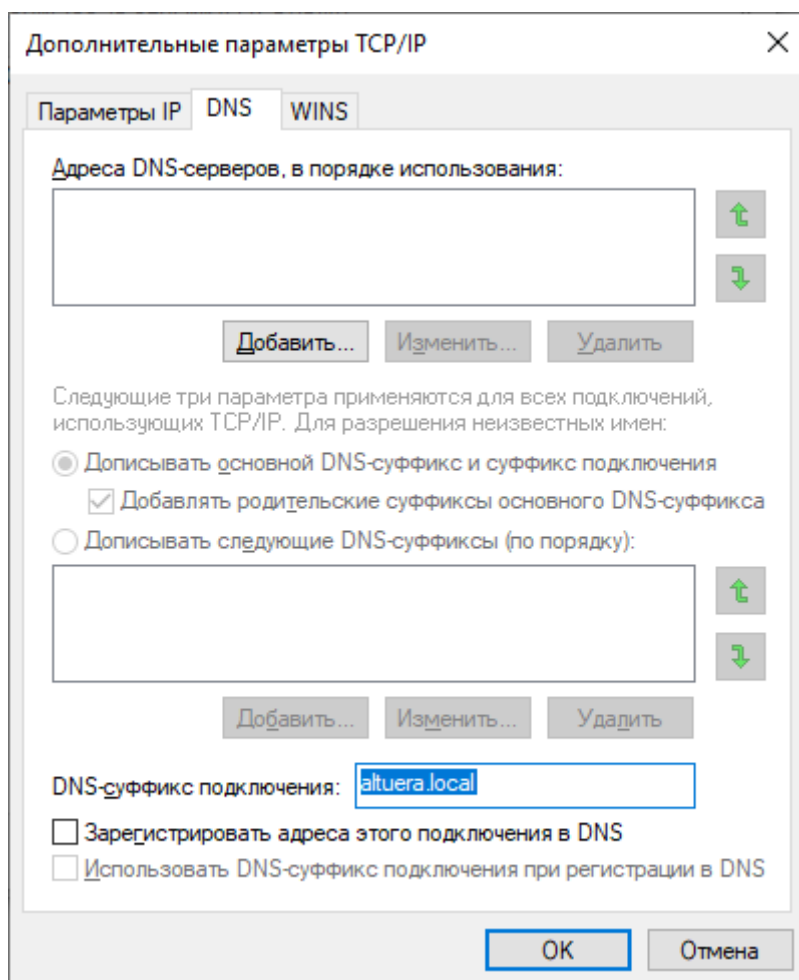 Дополнительные параметры TCP/IP
Параметры IP
DNS
WINS
Адреса DNS-серверов, в порядке использования:
Добавить...
Изменить...
Удалить
Следующие три параметра применяются для всех подключений,
использующих TCP/IP. Для разрешения неизвестных имен:
Дописывать основной DNS-суффикс и суффикс подключения
Добавлять родительские суффиксы основного DNS-суффикса
Дописывать следующие DNS-суффиксы (по порядку):
Добавить...
Изменить...
Удалить
DNS-суффикс подключения:
altuera.local
Зарегистрировать адреса этого подключения в DNS
Использовать DNS-суффикс подключения при регистрации в DNS
OK
Отмена